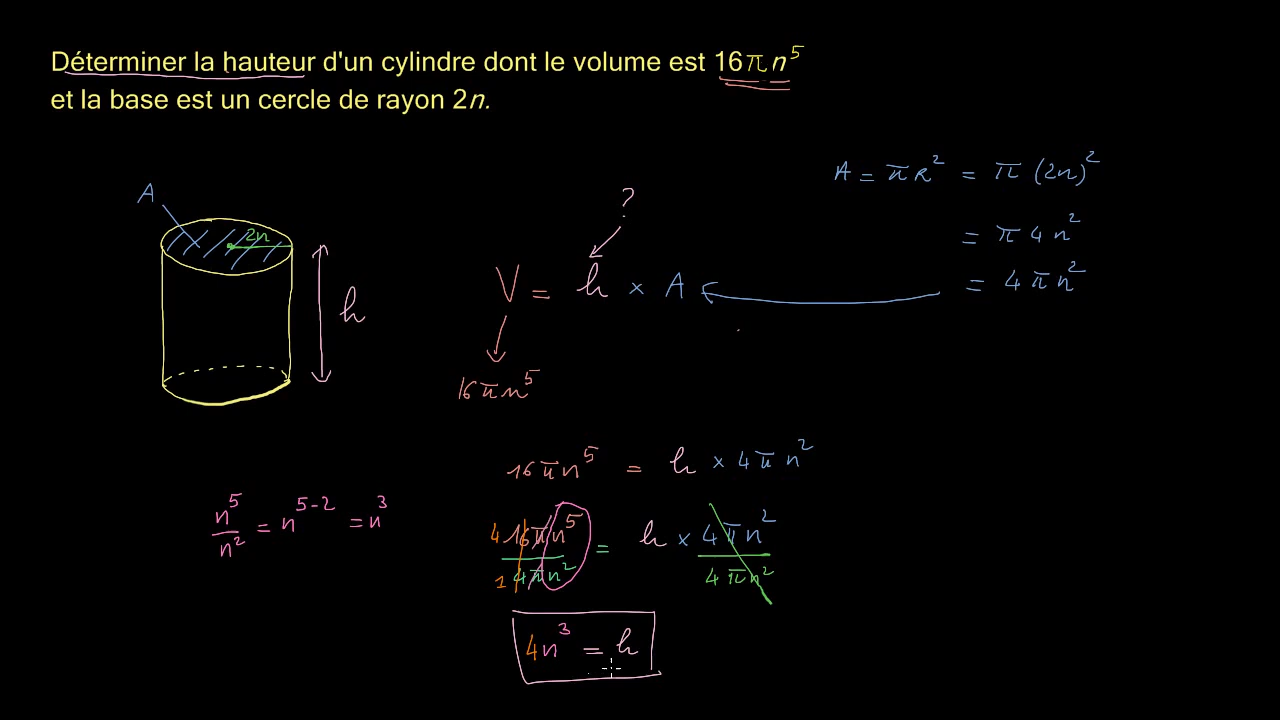 Déterminer la hauteur d'un cylindre dont le volume est 16πn⁵
et la base est un cercle de rayon 2n.
A = πR² = π(2n)²
= π4n²
= 4πn²
A
2n
h
?
V = h × A
16πn⁵
16πn⁵ = h × 4πn²
n⁵/n² = n⁵⁻² = n³
4 16πn⁵ / 1 4πn² = h × 4πn² / 4πn²
4n³ = h